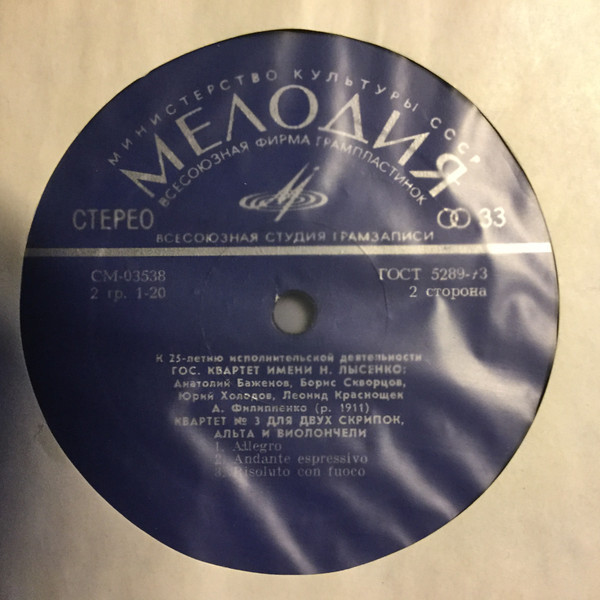 МИНИСТЕРСТВО КУЛЬТУРЫ СССР
МЕЛОДИЯ
ВСЕСОЮЗНАЯ ФИРМА ГРАМПЛАСТИНОК
СТЕРЕО
33
ВСЕСОЮЗНАЯ СТУДИЯ ГРАМЗАПИСИ
СМ-03538
ГОСТ 5289-73
2 гр. 1-20
2 сторона
К 25-летию исполнительской деятельности
ГОС. КВАРТЕТ ИМЕНИ Н. ЛЫСЕНКО:
Анатолий Баженов, Борис Скворцов,
Юрий Холодов, Леонид Краснощек
А. Филиппенко (р. 1911)
КВАРТЕТ № 3 ДЛЯ ДВУХ СКРИПОК,
АЛЬТА И ВИОЛОНЧЕЛИ
1. Allegro
2. Andante espressivo
3. Risoluto con fuoco